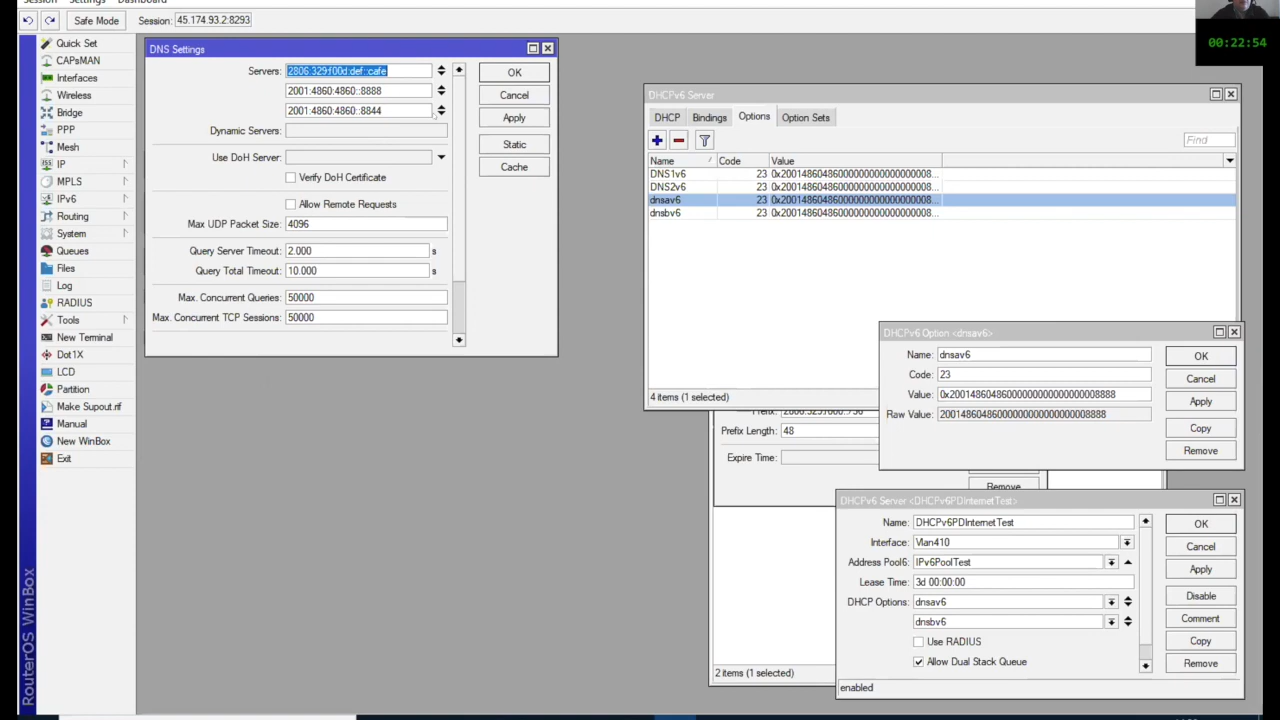 Session Settings Dashboard
Safe Mode Session: 45.174.93.2:8293
00:22:54
Quick Set
CAPsMAN
Interfaces
Wireless
Bridge
PPP
Mesh
IP
MPLS
IPv6
Routing
System
Queues
Files
Log
RADIUS
Tools
New Terminal
Dot1X
LCD
Partition
Make Supout.rif
Manual
New WinBox
Exit
RouterOS WinBox
DNS Settings
Servers: 2806:329:f00d:def::cafe
2001:4860:4860::8888
2001:4860:4860::8844
Dynamic Servers:
Use DoH Server:
Verify DoH Certificate
Allow Remote Requests
Max UDP Packet Size: 4096
Query Server Timeout: 2.000 s
Query Total Timeout: 10.000 s
Max. Concurrent Queries: 50000
Max. Concurrent TCP Sessions: 50000
OK
Cancel
Apply
Static
Cache
DHCPv6 Server
DHCP Bindings Options Option Sets
Find
Name Code Value
DNS1v6 23 0x20014860486000000000000000008...
DNS2v6 23 0x20014860486000000000000000008...
dnsav6 23 0x20014860486000000000000000008...
dnsbv6 23 0x20014860486000000000000000008...
4 items (1 selected)
Prefix Length: 48
Expire Time:
Remove
2 items (1 selected)
DHCPv6 Option <dnsav6>
Name: dnsav6
Code: 23
Value: 0x20014860486000000000000000008888
Raw Value: 20014860486000000000000000008888
OK
Cancel
Apply
Copy
Remove
DHCPv6 Server <DHCPv6PDInternetTest>
Name: DHCPv6PDInternetTest
Interface: Vlan410
Address Pool6: IPv6PoolTest
Lease Time: 3d 00:00:00
DHCP Options: dnsav6
dnsbv6
Use RADIUS
Allow Dual Stack Queue
enabled
OK
Cancel
Apply
Disable
Comment
Copy
Remove